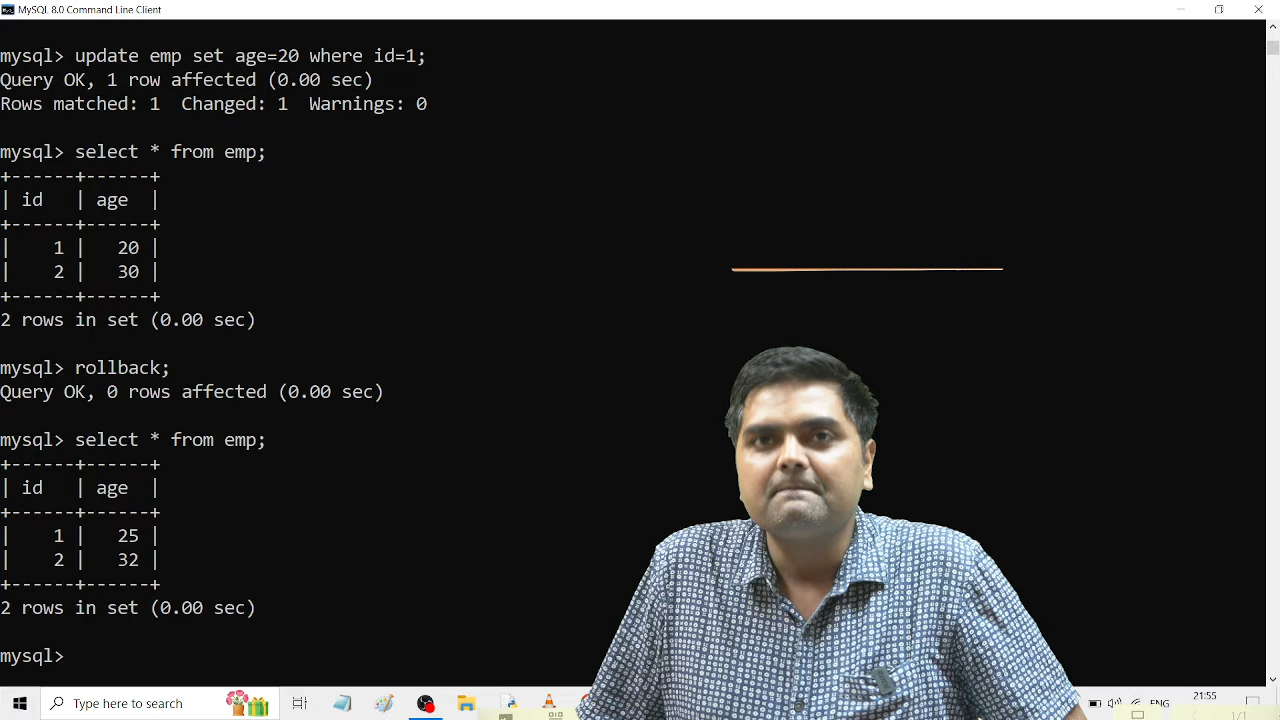 MySQL 8.0 Command Line Client
mysql> update emp set age=20 where id=1;
Query OK, 1 row affected (0.00 sec)
Rows matched: 1  Changed: 1  Warnings: 0
mysql> select * from emp;
+------+------+
| id   | age  |
+------+------+
|    1 |   20 |
|    2 |   30 |
+------+------+
2 rows in set (0.00 sec)
mysql> rollback;
Query OK, 0 rows affected (0.00 sec)
mysql> select * from emp;
+------+------+
| id   | age  |
+------+------+
|    1 |   25 |
|    2 |   32 |
+------+------+
2 rows in set (0.00 sec)
mysql>
Type here to search
ENG
21:55
1/1